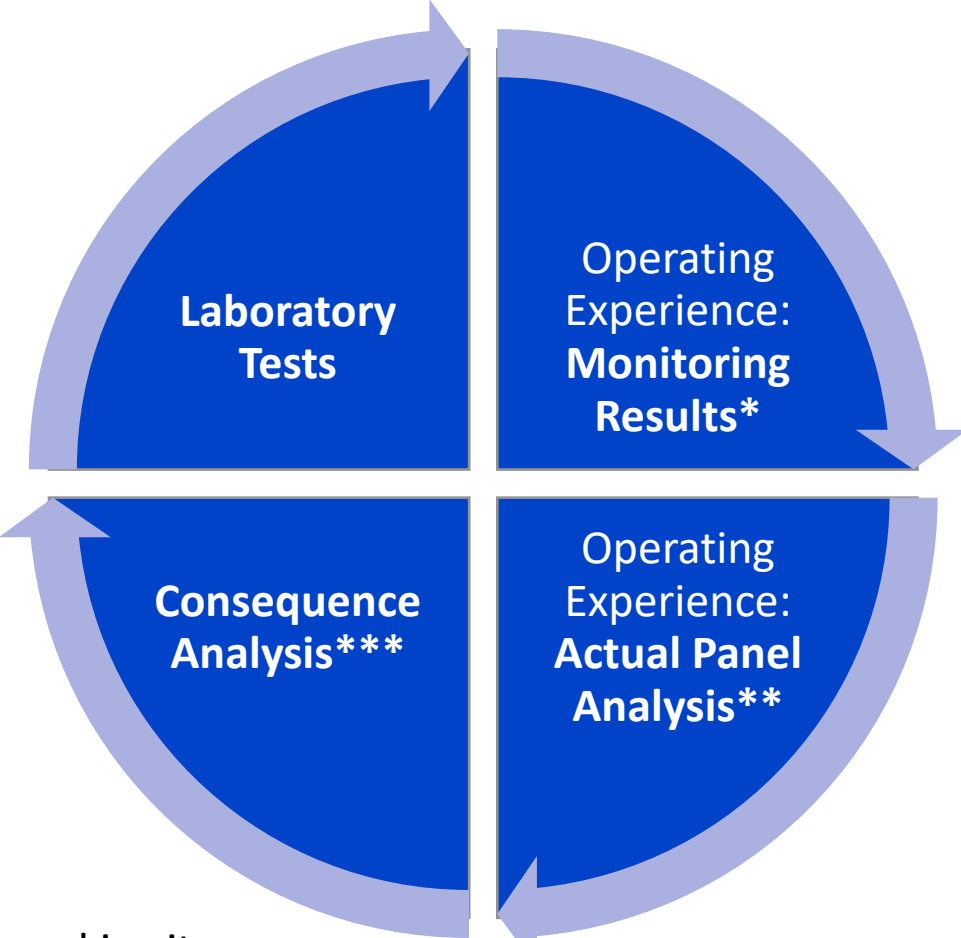 Laboratory
Tests
Operating
Experience:
Monitoring
Results*
Consequence
Analysis***
Operating
Experience:
Actual Panel
Analysis**